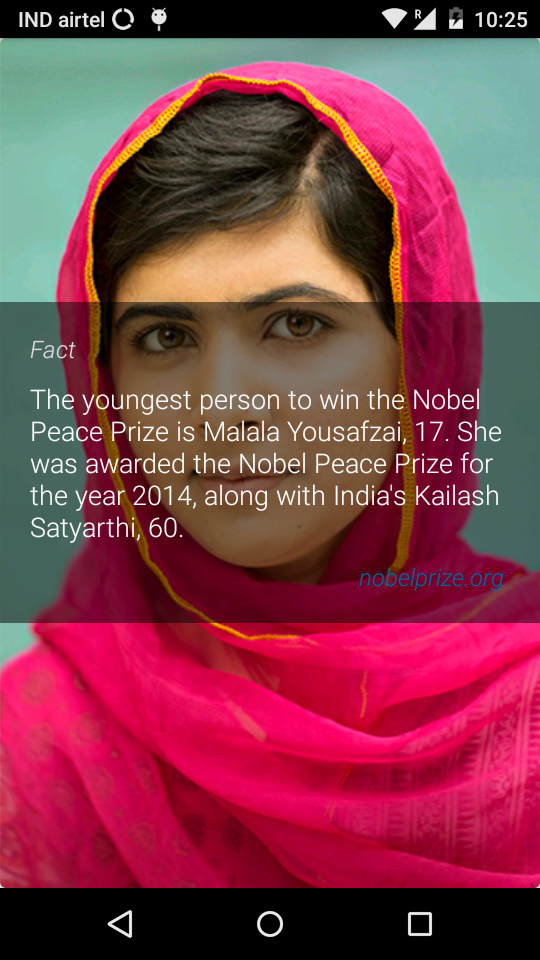 IND airtel R 10:25
Fact
The youngest person to win the Nobel
Peace Prize is Malala Yousafzai, 17. She
was awarded the Nobel Peace Prize for
the year 2014, along with India's Kailash
Satyarthi, 60.
nobelprize.org